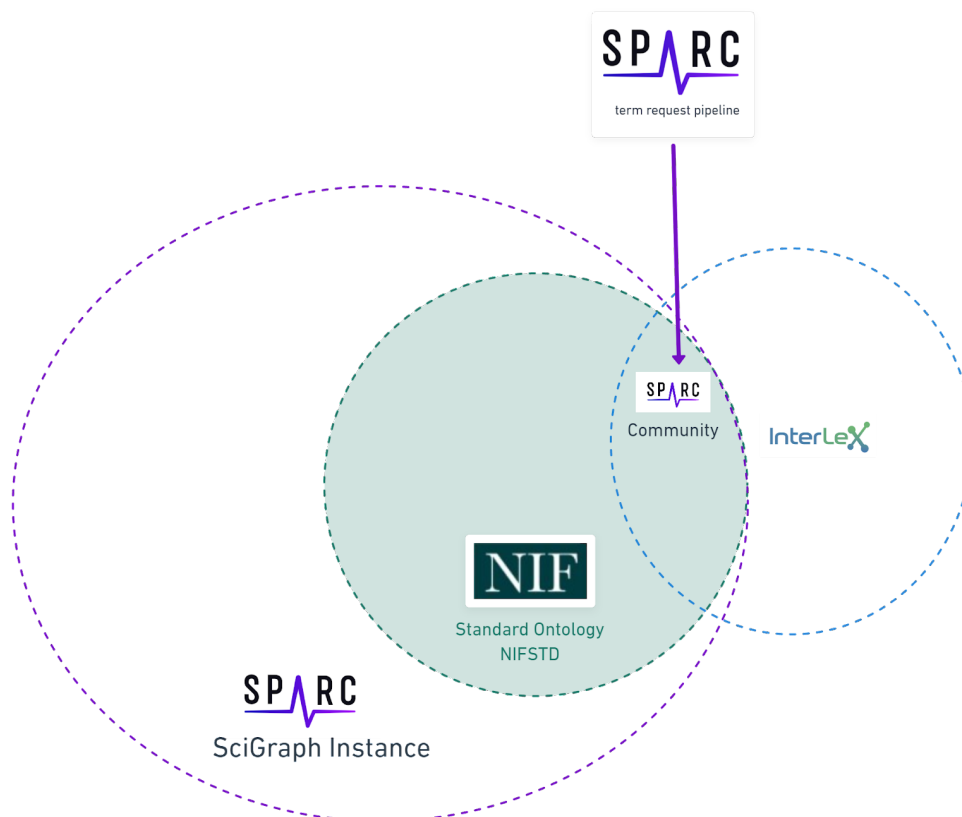 SPARC
term request pipeline
SPARC
Community
InterLeX
NIF
Standard Ontology
NIFSTD
SPARC
SciGraph Instance